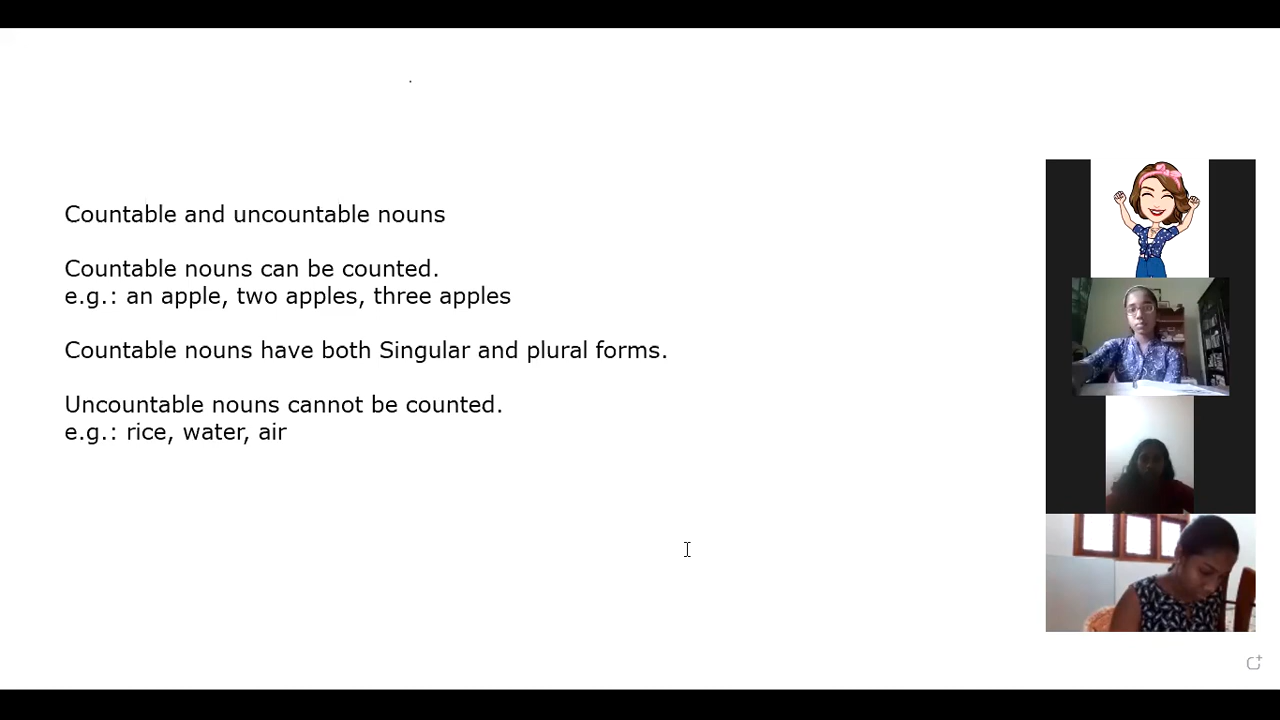 Countable and uncountable nouns
Countable nouns can be counted.
e.g.: an apple, two apples, three apples
Countable nouns have both Singular and plural forms.
Uncountable nouns cannot be counted.
e.g.: rice, water, air